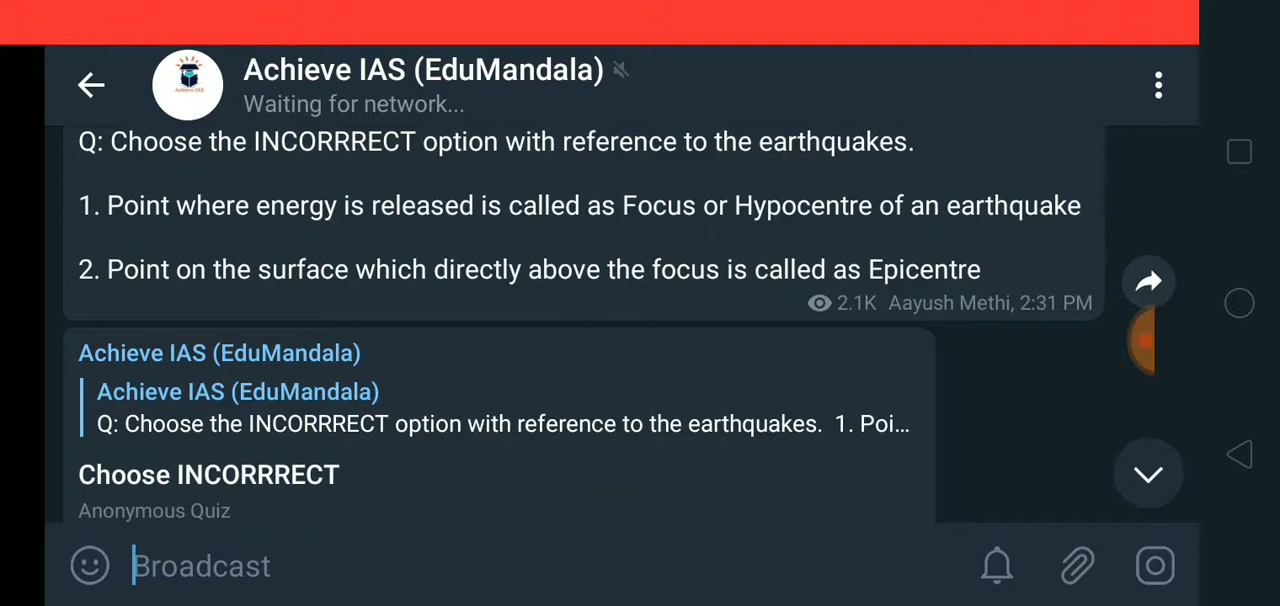 Achieve IAS (EduMandala)
Waiting for network...
Q: Choose the INCORRRECT option with reference to the earthquakes.
1. Point where energy is released is called as Focus or Hypocentre of an earthquake
2. Point on the surface which directly above the focus is called as Epicentre
2.1K Aayush Methi, 2:31 PM
Achieve IAS (EduMandala)
Achieve IAS (EduMandala)
Q: Choose the INCORRRECT option with reference to the earthquakes. 1. Poi...
Choose INCORRRECT
Anonymous Quiz
Broadcast